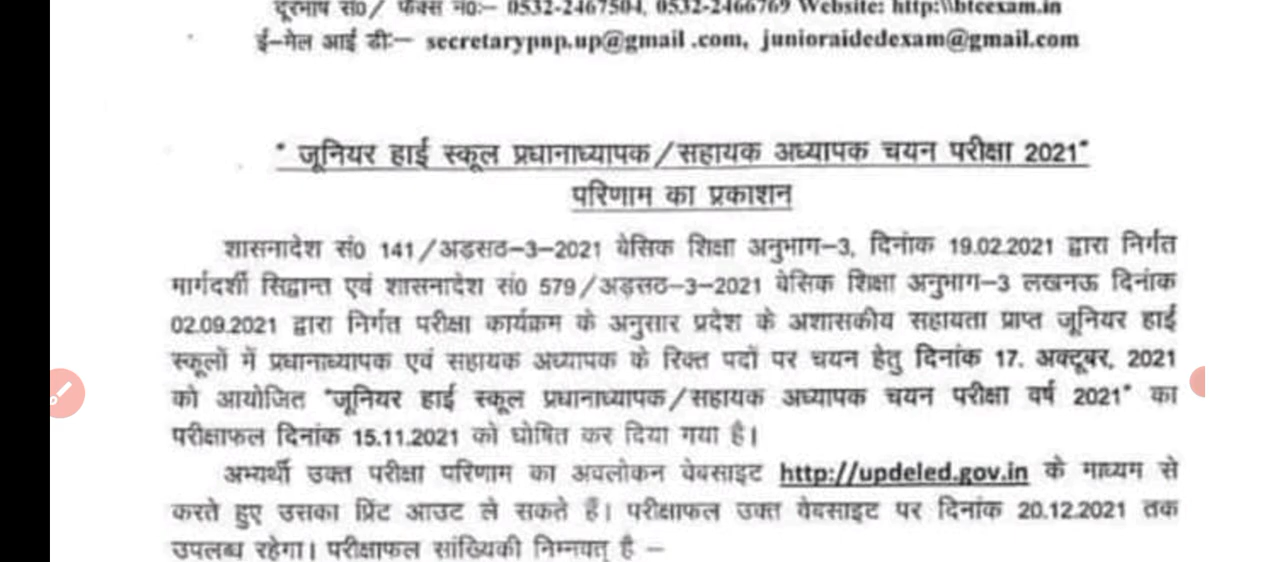 दूरभाष सं0/ फैक्स नं0:- 0532-2467504, 0532-2466769 Website: http:\\btcexam.in
ई-मेल आई डी:- secretarypnp.up@gmail .com, junioraidedexam@gmail.com
" जूनियर हाई स्कूल प्रधानाध्यापक/सहायक अध्यापक चयन परीक्षा 2021"
परिणाम का प्रकाशन
शासनादेश सं0 141/अड़सठ-3-2021 बेसिक शिक्षा अनुभाग-3, दिनांक 19.02.2021 द्वारा निर्गत
मार्गदर्शी सिद्वान्त एवं शासनादेश सं0 579/अड़सठ-3-2021 बेसिक शिक्षा अनुभाग-3 लखनऊ दिनांक
02.09.2021 द्वारा निर्गत परीक्षा कार्यक्रम के अनुसार प्रदेश के अशासकीय सहायता प्राप्त जूनियर हाई
स्कूलों में प्रधानाध्यापक एवं सहायक अध्यापक के रिक्त पदों पर चयन हेतु दिनांक 17. अक्टूबर, 2021
को आयोजित "जूनियर हाई स्कूल प्रधानाध्यापक/सहायक अध्यापक चयन परीक्षा वर्ष 2021" का
परीक्षाफल दिनांक 15.11.2021 को घोषित कर दिया गया है।
अभ्यर्थी उक्त परीक्षा परिणाम का अवलोकन वेबसाइट http://updeled.gov.in के माध्यम से
करते हुए उसका प्रिंट आउट ले सकते हैं। परीक्षाफल उक्त वेबसाइट पर दिनांक 20.12.2021 तक
उपलब्ध रहेगा। परीक्षाफल सांख्यिकी निम्नवत् है –